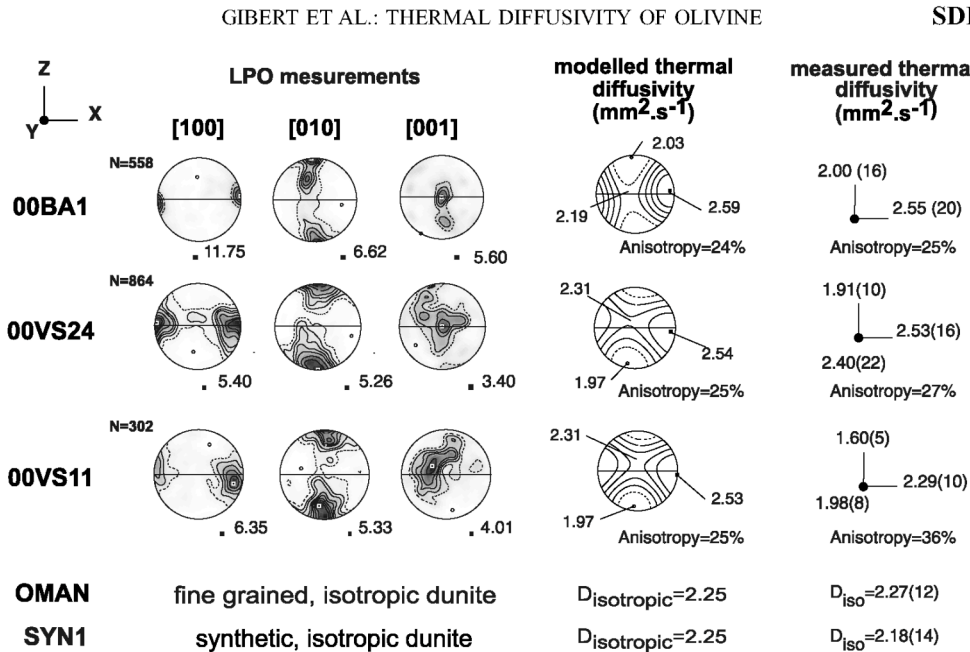 GIBERT ET AL.: THERMAL DIFFUSIVITY OF OLIVINE
Z
X
Y
LPO mesurements
modelled thermal
diffusivity
(mm2.s-1)
measured therma
diffusivity
(mm2.s-1)
[100] [010] [001]
00BA1
N=558
11.75
6.62
5.60
2.03
2.19
2.59
Anisotropy=24%
2.00 (16)
2.55 (20)
Anisotropy=25%
00VS24
N=864
5.40
5.26
3.40
2.31
2.54
1.97
Anisotropy=25%
1.91(10)
2.53(16)
2.40(22)
Anisotropy=27%
00VS11
N=302
6.35
5.33
4.01
2.31
2.53
1.97
Anisotropy=25%
1.60(5)
2.29(10)
1.98(8)
Anisotropy=36%
OMAN fine grained, isotropic dunite Disotropic=2.25 Diso=2.27(12)
SYN1 synthetic, isotropic dunite Disotropic=2.25 Diso=2.18(14)